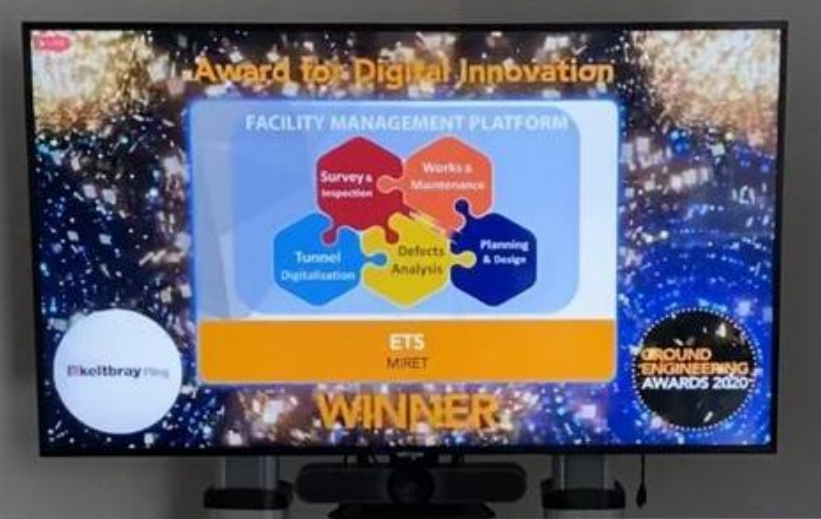 LIVE
Award for Digital Innovation
FACILITY MANAGEMENT PLATFORM
Survey &
Inspection
Works &
Maintenance
Tunnel
Digitalization
Defects
Analysis
Planning
& Design
ETS
MIRET
keltbray Piling
GROUND
ENGINEERING
AWARDS 2020
WINNER